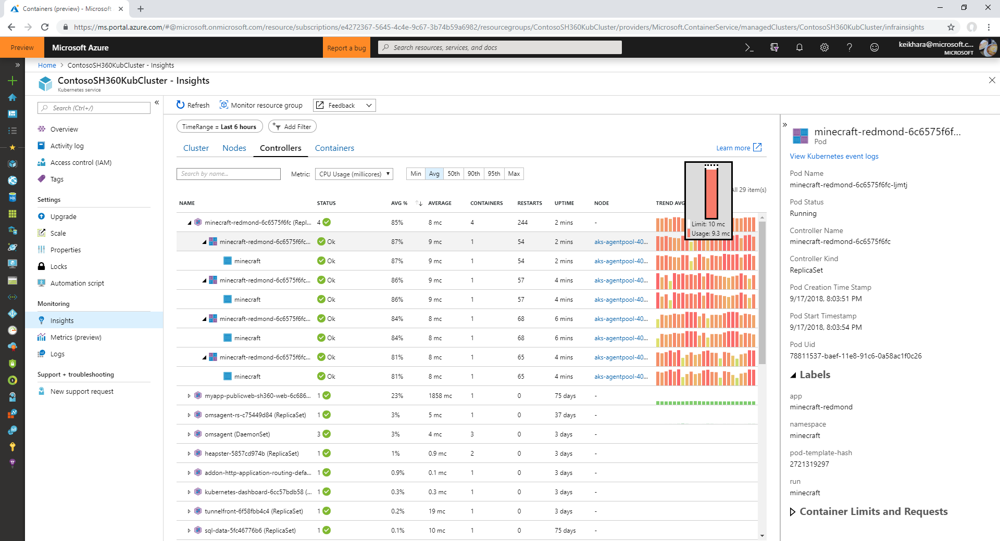 Containers (preview) - Microsoft
https://ms.portal.azure.com/#@microsoft.onmicrosoft.com/resource/subscriptions/e4272367-5645-4c4e-9c67-3b74b59a6982/resourcegroups/ContosoSH360KubCluster/providers/Microsoft.ContainerService/managedClusters/ContosoSH360KubCluster/infrainsights
Preview
Microsoft Azure
Report a bug
Search resources, services, and docs
keikhara@microsoft.c...
MICROSOFT
Home > ContosoSH360KubCluster - Insights
ContosoSH360KubCluster - Insights
Kubernetes service
Search (Ctrl+/)
Overview
Activity log
Access control (IAM)
Tags
Settings
Upgrade
Scale
Properties
Locks
Automation script
Monitoring
Insights
Metrics (preview)
Logs
Support + troubleshooting
New support request
Refresh
Monitor resource group
Feedback
TimeRange = Last 6 hours
Add Filter
Cluster Nodes Controllers Containers
Learn more
Search by name...
Metric: CPU Usage (millicores)
Min Avg 50th 90th 95th Max
All 29 item(s)
NAME STATUS AVG % AVERAGE CONTAINERS RESTARTS UPTIME NODE TREND AVG
minecraft-redmond-6c6575f6fc (Repl... 4 85% 8 mc 4 244 2 mins -
minecraft-redmond-6c6575f6fc... Ok 87% 9 mc 1 54 2 mins aks-agentpool-40...
minecraft Ok 87% 9 mc 1 54 2 mins aks-agentpool-40...
minecraft-redmond-6c6575f6fc... Ok 86% 9 mc 1 57 4 mins aks-agentpool-40...
minecraft Ok 86% 9 mc 1 57 4 mins aks-agentpool-40...
minecraft-redmond-6c6575f6fc... Ok 84% 8 mc 1 68 6 mins aks-agentpool-40...
minecraft Ok 84% 8 mc 1 68 6 mins aks-agentpool-40...
minecraft-redmond-6c6575f6fc... Ok 81% 8 mc 1 65 4 mins aks-agentpool-40...
minecraft Ok 81% 8 mc 1 65 4 mins aks-agentpool-40...
myapp-publicweb-sh360-web-6c686... 1 23% 1858 mc 1 0 75 days -
omsagent-rs-c75449d84 (ReplicaSet) 1 3% 5 mc 1 0 37 days -
omsagent (DaemonSet) 3 3% 4 mc 3 0 3 days -
heapster-5857cd974b (ReplicaSet) 1 1% 0.9 mc 2 0 3 days -
addon-http-application-routing-defa... 1 0.9% 0.1 mc 1 0 3 days -
kubernetes-dashboard-6cc57bdb58 (... 1 0.3% 0.3 mc 1 0 3 days -
tunnelfront-6f58fbb4c4 (ReplicaSet) 1 0.2% 19 mc 1 0 3 days -
sql-data-5fc46776b6 (ReplicaSet) 1 0.1% 10 mc 1 0 75 days -
Limit: 10 mc
Usage: 9.3 mc
minecraft-redmond-6c6575f6f...
Pod
View Kubernetes event logs
Pod Name
minecraft-redmond-6c6575f6fc-ljmtj
Pod Status
Running
Controller Name
minecraft-redmond-6c6575f6fc
Controller Kind
ReplicaSet
Pod Creation Time Stamp
9/17/2018, 8:03:51 PM
Pod Start Timestamp
9/17/2018, 8:03:54 PM
Pod Uid
78811537-baef-11e8-91c6-0a58ac1f0c26
Labels
app
minecraft-redmond
namespace
minecraft
pod-template-hash
2721319297
run
minecraft
Container Limits and Requests